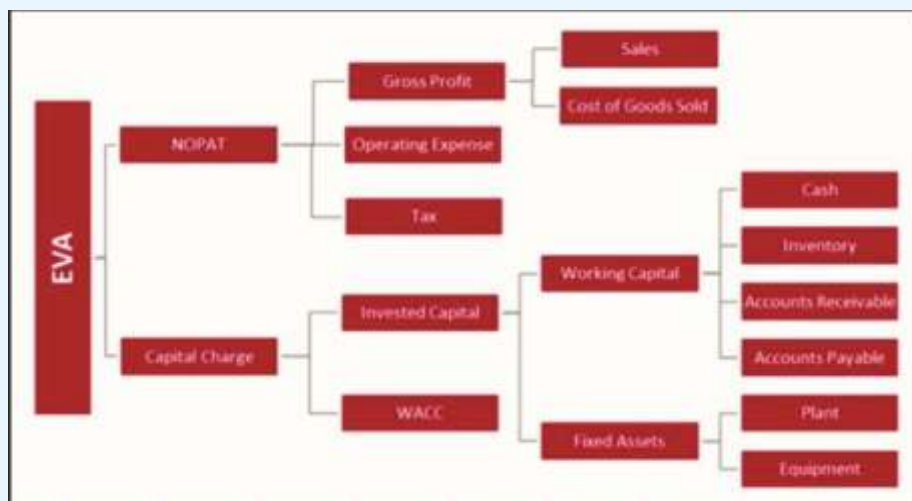 EVA
NOPAT
Gross Profit
Sales
Cost of Goods Sold
Operating Expense
Tax
Capital Charge
Invested Capital
Working Capital
Cash
Inventory
Accounts Receivable
Accounts Payable
WACC
Fixed Assets
Plant
Equipment